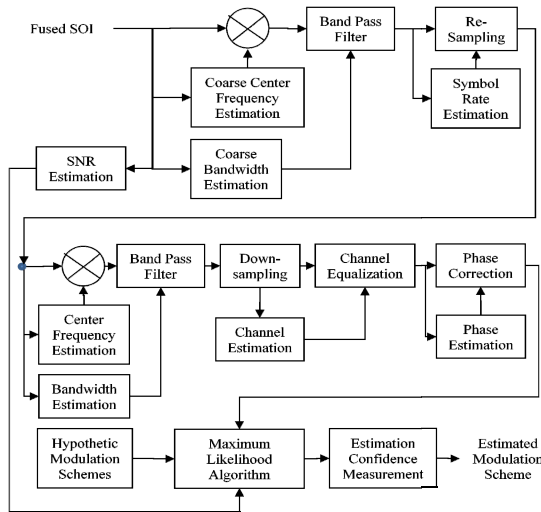 Fused SOI
Band Pass
Filter
Re-
Sampling
Coarse Center
Frequency
Estimation
Symbol
Rate
Estimation
SNR
Estimation
Coarse
Bandwidth
Estimation
Band Pass
Filter
Down-
sampling
Channel
Equalization
Phase
Correction
Center
Frequency
Estimation
Channel
Estimation
Phase
Estimation
Bandwidth
Estimation
Hypothetic
Modulation
Schemes
Maximum
Likelihood
Algorithm
Estimation
Confidence
Measurement
Estimated
Modulation
Scheme